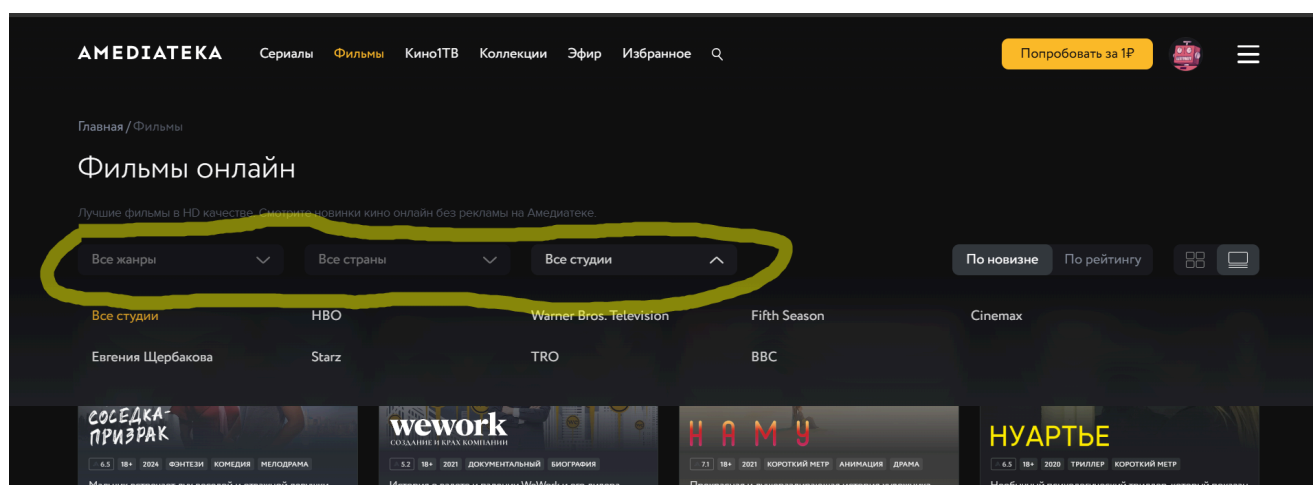 AMEDIATEKA Сериалы Фильмы Кино1ТВ Коллекции Эфир Избранное Попробовать за 1₽
Главная / Фильмы
Фильмы онлайн
Лучшие фильмы в HD качестве. Смотрите новинки кино онлайн без рекламы на Амедиатеке.
Все жанры Все страны Все студии По новизне По рейтингу
Все студии HBO Warner Bros. Television Fifth Season Cinemax
Евгения Щербакова Starz TRO BBC
СОСЕДКА-
ПРИЗРАК
wework
СОЗДАНИЕ И КРАХ КОМПАНИИ
НАМУ
НУАРТЬЕ
6.5 18+ 2024 ФЭНТЕЗИ КОМЕДИЯ МЕЛОДРАМА
5.2 18+ 2021 ДОКУМЕНТАЛЬНЫЙ БИОГРАФИЯ
7.1 18+ 2021 КОРОТКИЙ МЕТР АНИМАЦИЯ ДРАМА
6.5 18+ 2020 ТРИЛЛЕР КОРОТКИЙ МЕТР